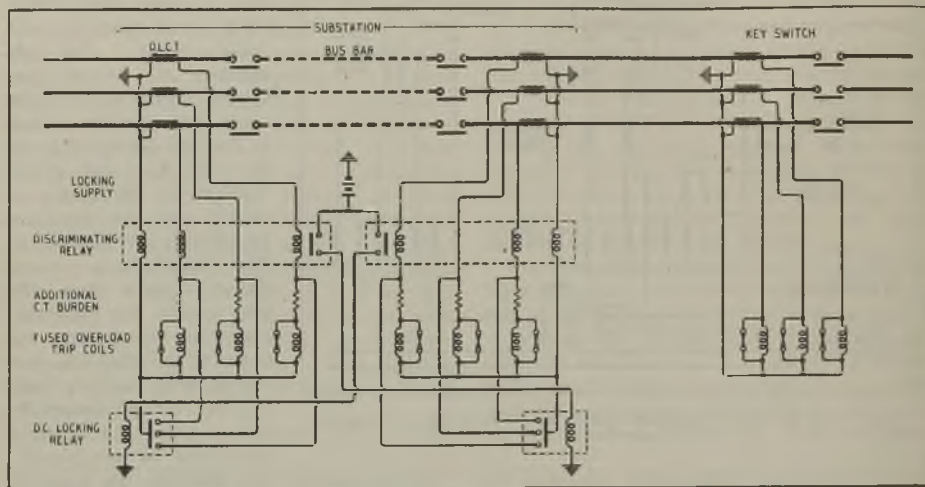 SUBSTATION
O.L.C.T
BUS BAR
KEY SWITCH
LOCKING
SUPPLY
DISCRIMINATING
RELAY
ADDITIONAL
C.T. BURDEN
FUSED OVERLOAD
TRIP COILS
D.C. LOCKING
RELAY